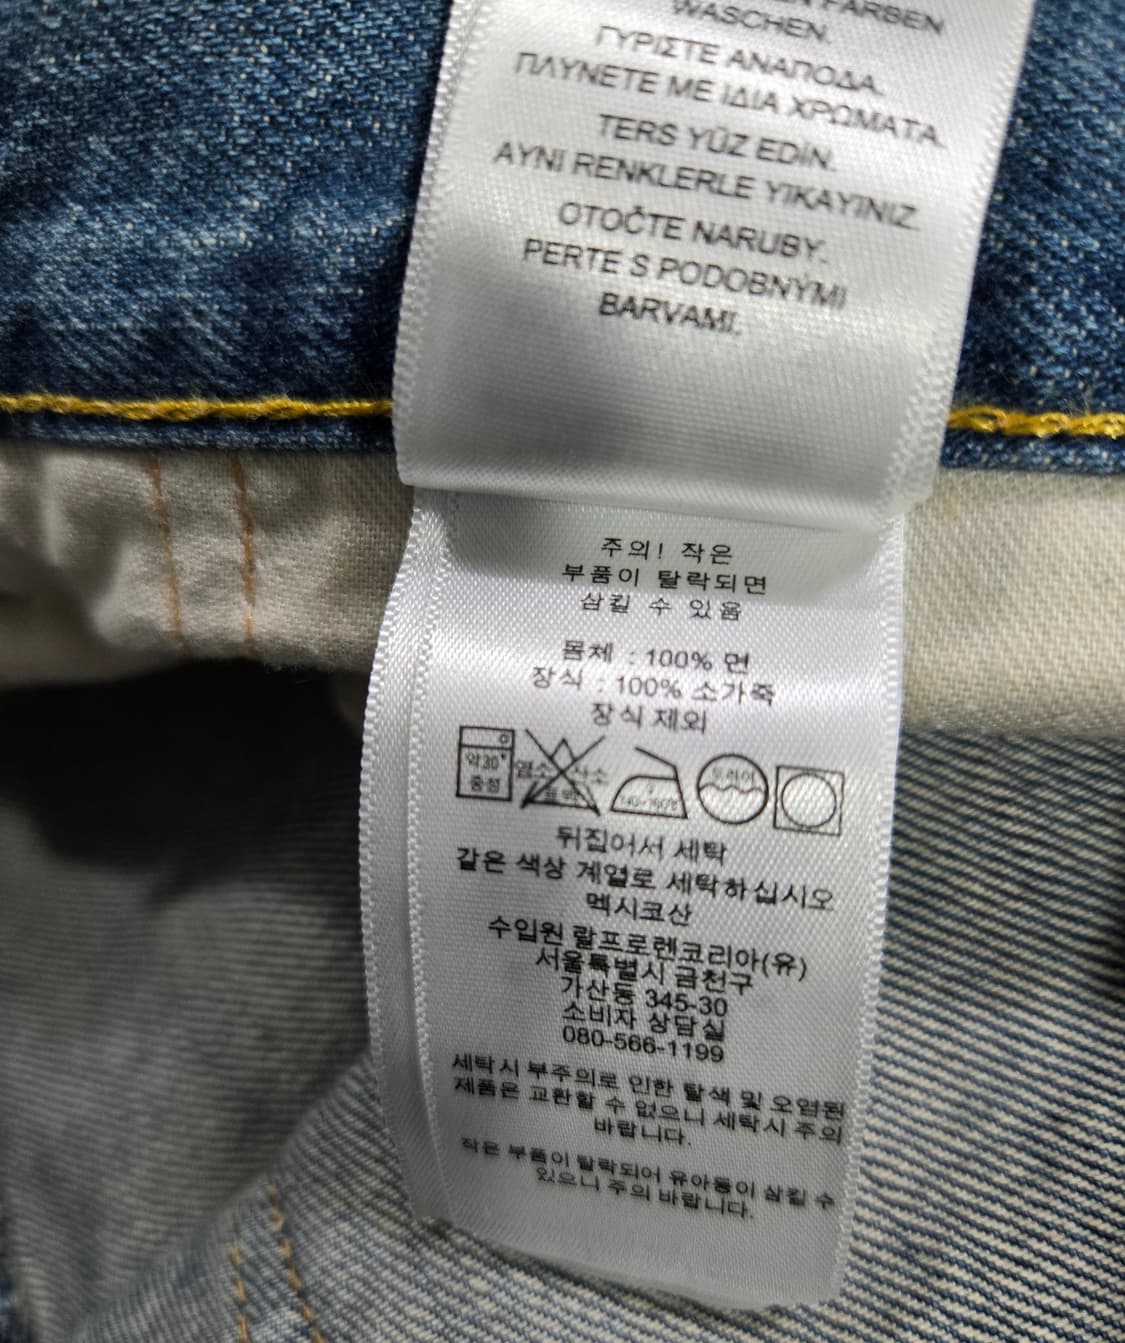 FARBEN
WASCHEN.
ΓΥΡΙΣΤΕ ΑΝΑΠΟΔΑ.
ΠΛΥΝΕΤΕ ΜΕ ΙΔΙΑ ΧΡΩΜΑΤΑ.
TERS YÜZ EDİN.
AYNI RENKLERLE YIKAYINIZ.
OTOČTE NARUBY.
PERTE S PODOBNÝMI
BARVAMI.
주의! 작은
부품이 탈락되면
삼킬 수 있음
몸체 : 100% 면
장식 : 100% 소가죽
장식 제외
약30° 염소 산소 드라이
중성 표백 140~160℃
뒤집어서 세탁
같은 색상 계열로 세탁하십시오
멕시코산
수입원 랄프로렌코리아(유)
서울특별시 금천구
가산동 345-30
소비자 상담실
080-566-1199
세탁시 부주의로 인한 탈색 및 오염된
제품은 교환할 수 없으니 세탁시 주의
바랍니다.
작은 부품이 탈락되어 유아동이 삼킬 수
있으니 주의 바랍니다.